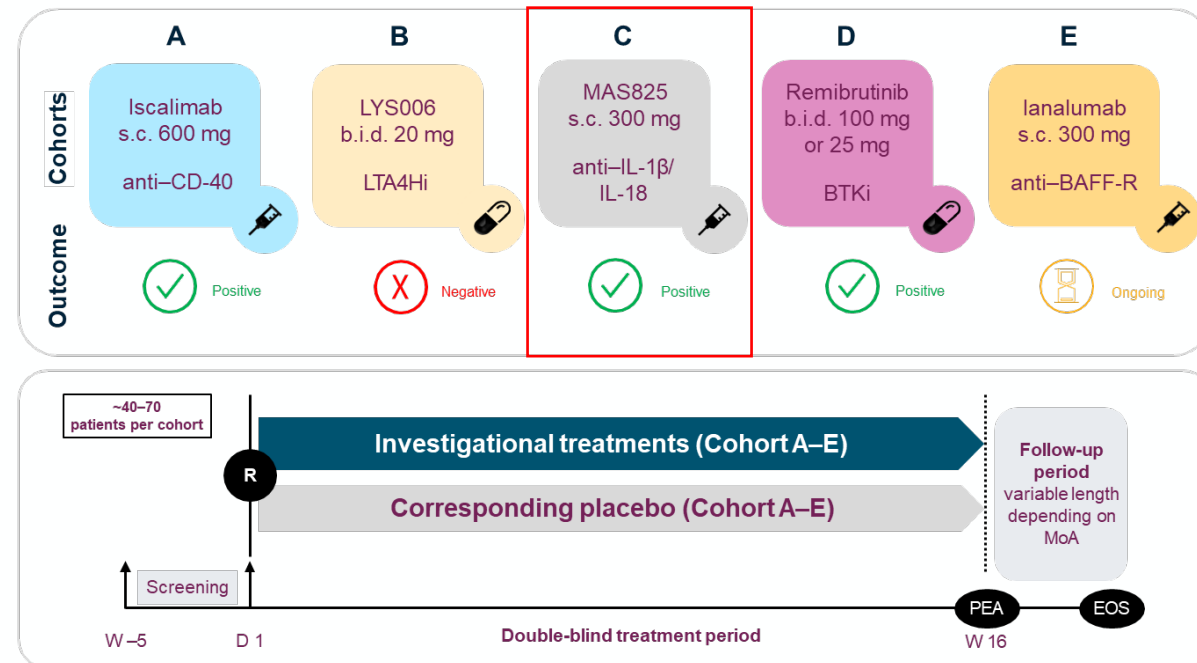 A
B
C
D
E
Cohorts
Iscalimab
s.c. 600 mg
anti–CD-40
LYS006
b.i.d. 20 mg
LTA4Hi
MAS825
s.c. 300 mg
anti–IL-1β/
IL-18
Remibrutinib
b.i.d. 100 mg
or 25 mg
BTKi
Ianalumab
s.c. 300 mg
anti–BAFF-R
Outcome
Positive
X
Negative
Positive
Positive
Ongoing
~40–70
patients per cohort
R
Investigational treatments (Cohort A–E)
Corresponding placebo (Cohort A–E)
Follow-up
period
variable length
depending on
MoA
Screening
PEA
EOS
W –5
D 1
Double-blind treatment period
W 16